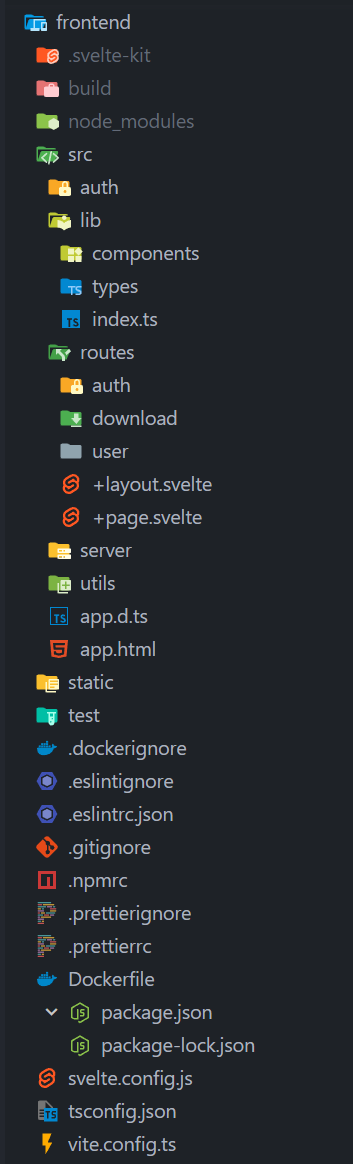 frontend
.svelte-kit
build
node_modules
src
auth
lib
components
types
index.ts
routes
auth
download
user
+layout.svelte
+page.svelte
server
utils
app.d.ts
app.html
static
test
.dockerignore
.eslintignore
.eslintrc.json
.gitignore
.npmrc
.prettierignore
.prettierrc
Dockerfile
package.json
package-lock.json
svelte.config.js
tsconfig.json
vite.config.ts